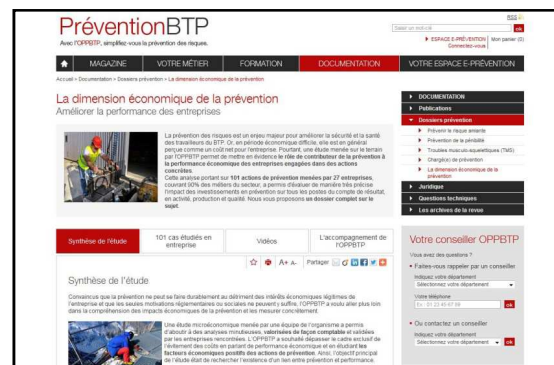 RSS
PréventionBTP
Avec l'OPPBTP, simplifiez-vous la prévention des risques.
Saisir un mot-clé ok
ESPACE E-PRÉVENTION Mon panier (0)
Connectez-vous
MAGAZINE VOTRE MÉTIER FORMATION DOCUMENTATION VOTRE ESPACE E-PRÉVENTION
Accueil > Documentation > Dossiers prévention > La dimension économique de la prévention
La dimension économique de la prévention
Améliorer la performance des entreprises
La prévention des risques est un enjeu majeur pour améliorer la sécurité et la santé
des travailleurs du BTP. Or, en période économique difficile, elle est en général
perçue comme un coût net pour l'entreprise. Pourtant, une étude menée sur le terrain
par l'OPPBTP permet de mettre en évidence le rôle de contributeur de la prévention à
la performance économique des entreprises engagées dans des actions
concrètes.
Cette analyse portant sur 101 actions de prévention menées par 27 entreprises,
couvrant 90% des métiers du secteur, a permis d'évaluer de manière très précise
l'impact des investissements en prévention sur tous les postes du compte de résultat,
en activité, production et qualité. Nous vous proposons un dossier complet sur le
sujet.
DOCUMENTATION
Publications
Dossiers prévention
Prévenir le risque amiante
Prévention de la pénibilité
Troubles musculo-squelettiques (TMS)
Chargé(e) de prévention
La dimension économique de la
prévention
Juridique
Questions techniques
Les archives de la revue
Synthèse de l'étude
101 cas étudiés en
entreprise
Vidéos
L'accompagnement de
l'OPPBTP
A+ A- Partager
Synthèse de l'étude
Convaincus que la prévention ne peut se faire durablement au détriment des intérêts économiques légitimes de
l'entreprise et que les seules motivations réglementaires ou sociales ne peuvent y suffire, l'OPPBTP a voulu aller plus loin
dans la compréhension des impacts économiques de la prévention et les mesurer concrètement.
Une étude microéconomique menée par une équipe de l'organisme a permis
d'aboutir à des analyses minutieuses, valorisées de façon comptable et validées
par les entreprises rencontrées. L'OPPBTP a souhaité dépasser le cadre exclusif de
l'évitement des coûts en parlant de performance économique et en étudiant les
facteurs économiques positifs des actions de prévention. Ainsi, l'objectif principal
de l'étude était de rechercher l'existence d'un lien entre prévention et performance.
Votre conseiller OPPBTP
Vous avez des questions ?
Faites-vous rappeler par un conseiller
Indiquez votre département
Sélectionnez votre département
Votre téléphone
Ex : 01 23 45 67 89 ok
Ou contactez un conseiller
Indiquez votre département
Sélectionnez votre département ok